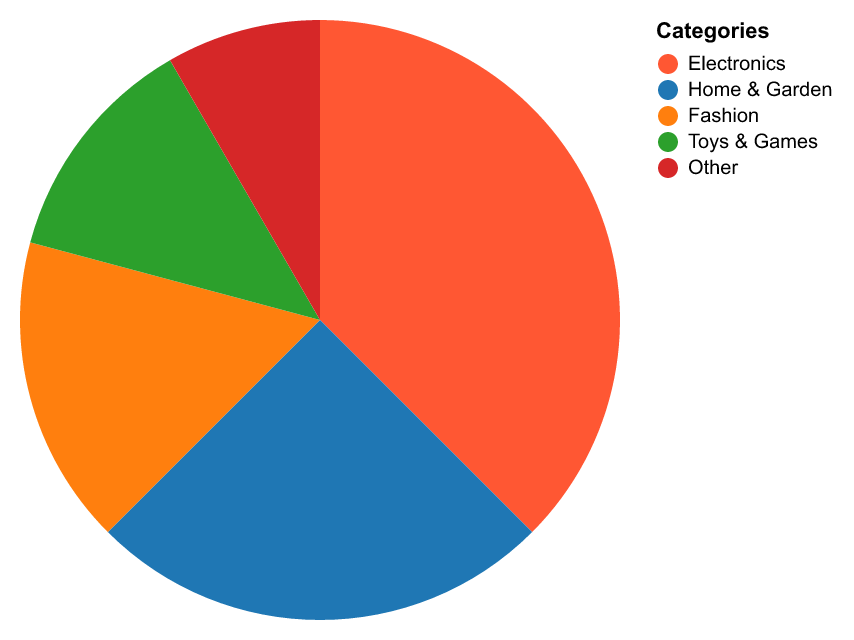 Categories
Electronics
Home & Garden
Fashion
Toys & Games
Other